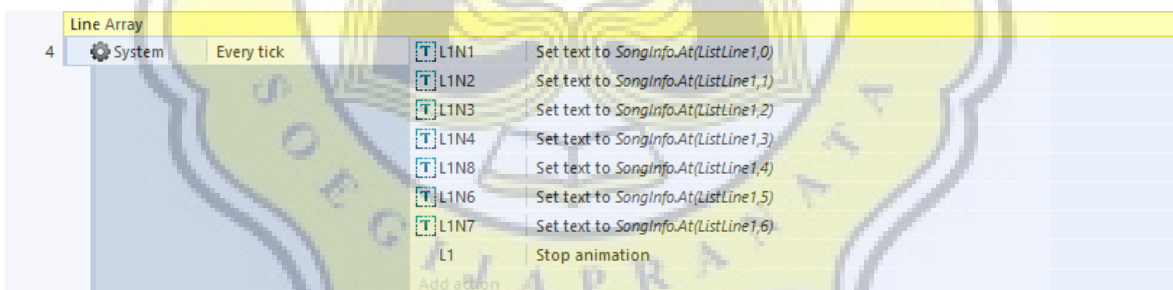 Line Array
4 System Every tick L1N1 Set text to SongInfo.At(ListLine1,0)
L1N2 Set text to SongInfo.At(ListLine1,1)
L1N3 Set text to SongInfo.At(ListLine1,2)
L1N4 Set text to SongInfo.At(ListLine1,3)
L1N8 Set text to SongInfo.At(ListLine1,4)
L1N6 Set text to SongInfo.At(ListLine1,5)
L1N7 Set text to SongInfo.At(ListLine1,6)
L1 Stop animation
Add action
SOEGIJAPRANATA